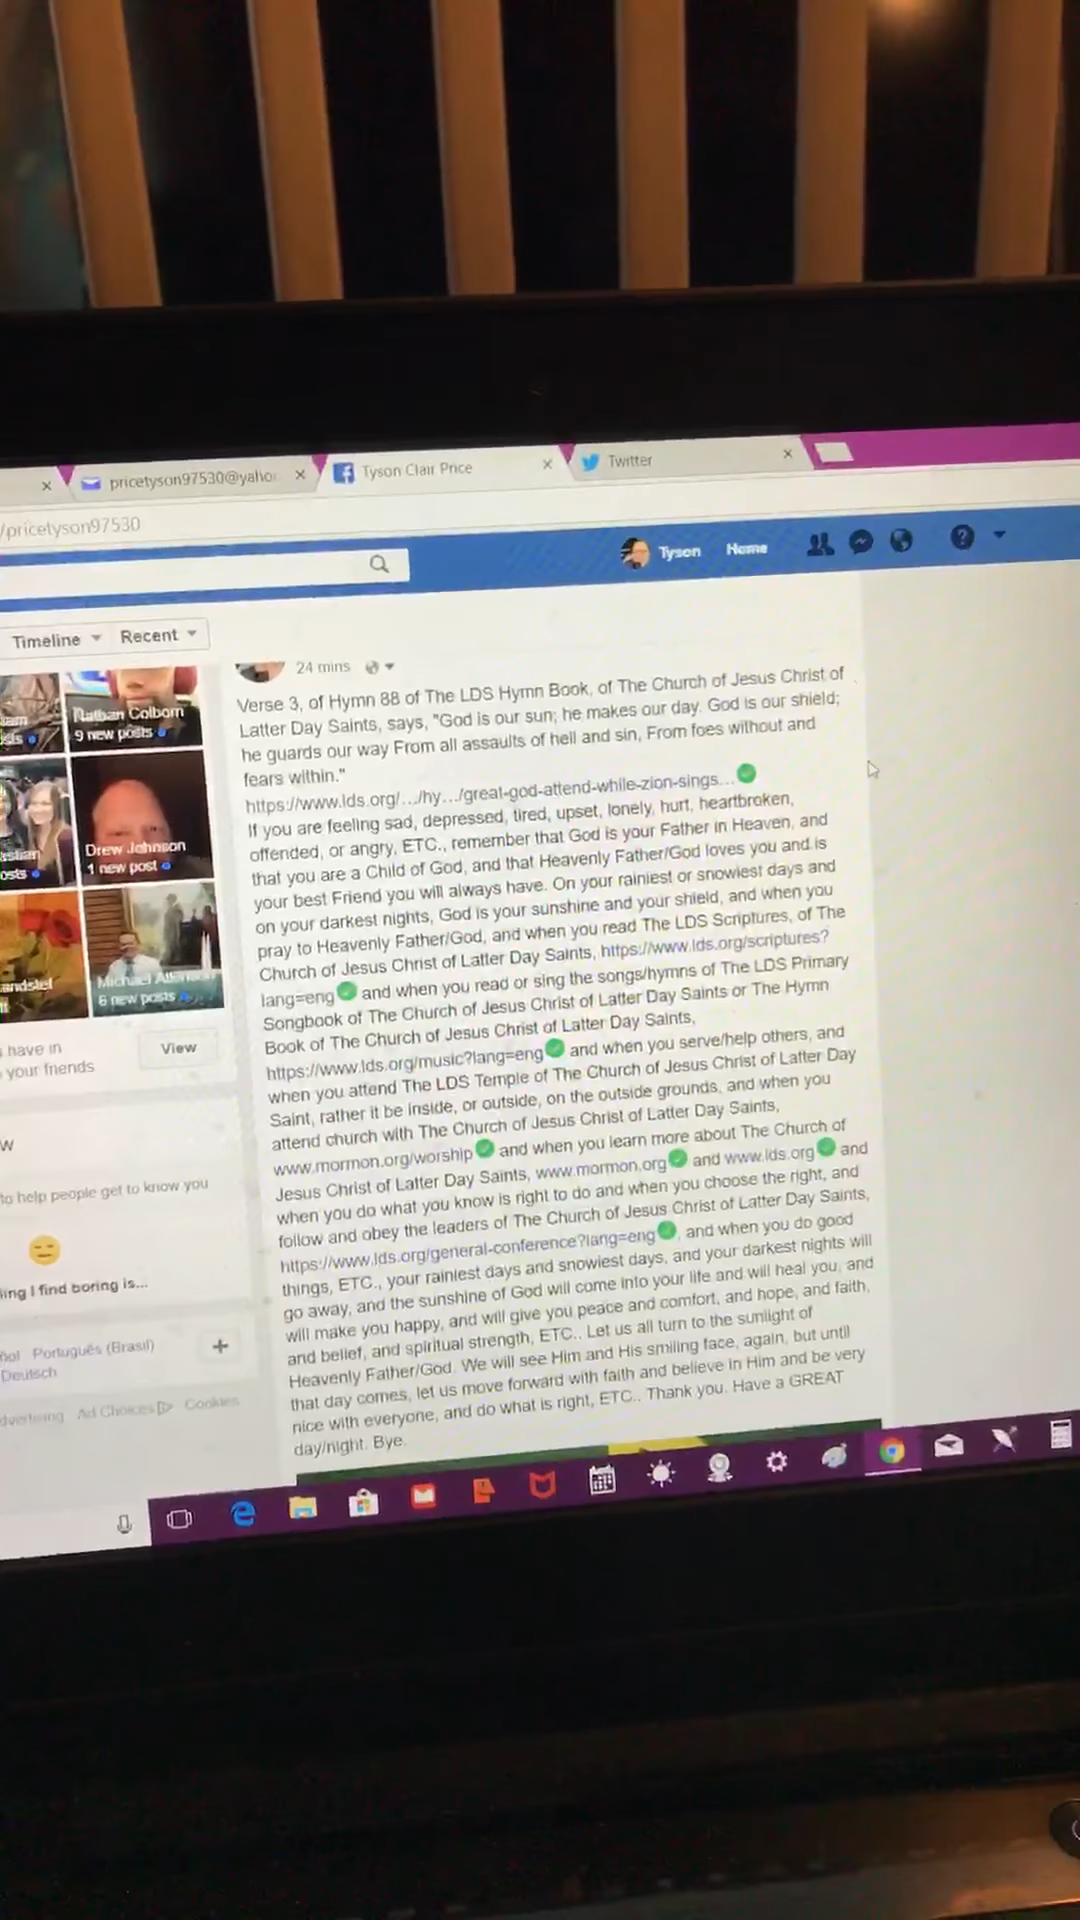 pricetyson97530@yaho
Tyson Clair Price
Twitter
/pricetyson97530
Tyson Home
Timeline Recent
24 mins
Nathan Colborn
9 new posts
Drew Johnson
1 new post
Michael
6 new posts
have in
your friends
View
to help people get to know you
ling I find boring is...
Português (Brasil)
Deutsch
Ad Choices Cookies
Verse 3, of Hymn 88 of The LDS Hymn Book, of The Church of Jesus Christ of
Latter Day Saints, says, "God is our sun; he makes our day. God is our shield;
he guards our way From all assaults of hell and sin, From foes without and
fears within."
https://www.lds.org/.../hy.../great-god-attend-while-zion-sings...
If you are feeling sad, depressed, tired, upset, lonely, hurt, heartbroken,
offended, or angry, ETC., remember that God is your Father in Heaven, and
that you are a Child of God, and that Heavenly Father/God loves you and is
your best Friend you will always have. On your rainiest or snowiest days and
on your darkest nights, God is your sunshine and your shield, and when you
pray to Heavenly Father/God, and when you read The LDS Scriptures, of The
Church of Jesus Christ of Latter Day Saints, https://www.lds.org/scriptures?
lang=eng and when you read or sing the songs/hymns of The LDS Primary
Songbook of The Church of Jesus Christ of Latter Day Saints or The Hymn
Book of The Church of Jesus Christ of Latter Day Saints,
https://www.lds.org/music?lang=eng and when you serve/help others, and
when you attend The LDS Temple of The Church of Jesus Christ of Latter Day
Saint, rather it be inside, or outside, on the outside grounds, and when you
attend church with The Church of Jesus Christ of Latter Day Saints,
www.mormon.org/worship and when you learn more about The Church of
Jesus Christ of Latter Day Saints, www.mormon.org and www.lds.org and
when you do what you know is right to do and when you choose the right, and
follow and obey the leaders of The Church of Jesus Christ of Latter Day Saints,
https://www.lds.org/general-conference?lang=eng, and when you do good
things, ETC., your rainiest days and snowiest days, and your darkest nights will
go away, and the sunshine of God will come into your life and will heal you, and
will make you happy, and will give you peace and comfort, and hope, and faith,
and belief, and spiritual strength, ETC.. Let us all turn to the sunlight of
Heavenly Father/God. We will see Him and His smiling face, again, but until
that day comes, let us move forward with faith and believe in Him and be very
nice with everyone, and do what is right, ETC.. Thank you. Have a GREAT
day/night. Bye.